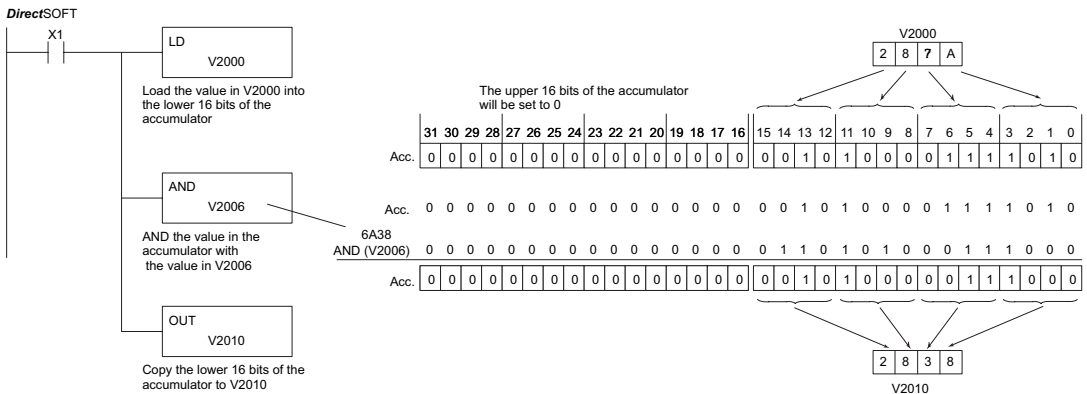 DirectSOFT
X1
LD
V2000
Load the value in V2000 into
the lower 16 bits of the
accumulator
AND
V2006
AND the value in the
accumulator with
the value in V2006
OUT
V2010
Copy the lower 16 bits of the
accumulator to V2010
V2000
2 8 7 A
The upper 16 bits of the accumulator
will be set to 0
31 30 29 28 27 26 25 24 23 22 21 20 19 18 17 16 15 14 13 12 11 10 9 8 7 6 5 4 3 2 1 0
Acc. 0 0 0 0 0 0 0 0 0 0 0 0 0 0 0 0 0 0 1 0 1 0 0 0 0 1 1 1 1 0 1 0
Acc. 0 0 0 0 0 0 0 0 0 0 0 0 0 0 0 0 0 0 1 0 1 0 0 0 0 1 1 1 1 0 1 0
6A38
AND (V2006) 0 0 0 0 0 0 0 0 0 0 0 0 0 0 0 0 0 1 1 0 1 0 1 0 0 0 1 1 1 0 0 0
Acc. 0 0 0 0 0 0 0 0 0 0 0 0 0 0 0 0 0 0 1 0 1 0 0 0 0 0 1 1 1 0 0 0
2 8 3 8
V2010